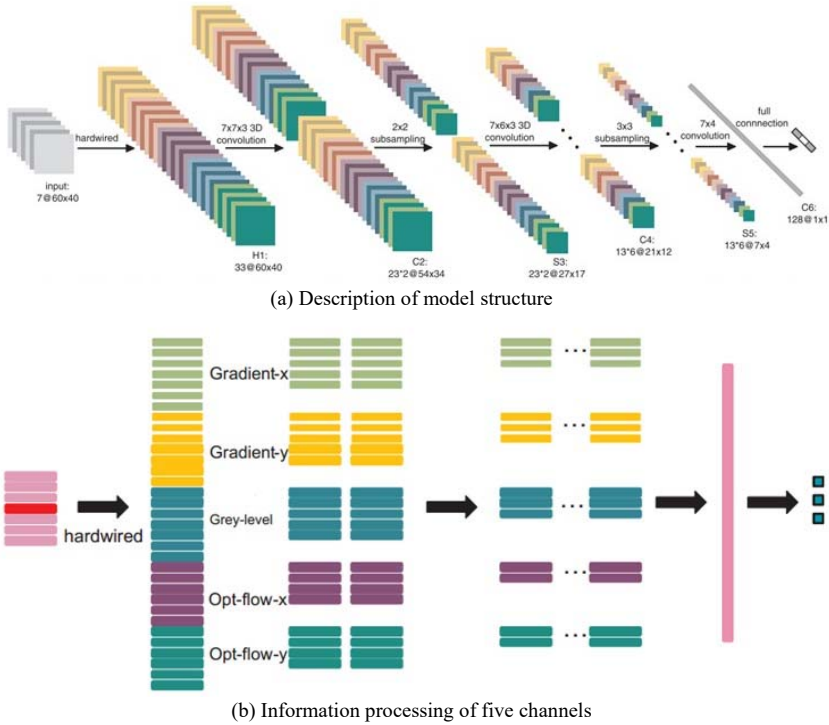 input:
7@60x40
hardwired
H1:
33@60x40
7x7x3 3D
convolution
C2:
23*2@54x34
2x2
subsampling
S3:
23*2@27x17
7x6x3 3D
convolution
C4:
13*6@21x12
3x3
subsampling
S5:
13*6@7x4
7x4
convolution
C6:
128@1x1
full
connnection
(a) Description of model structure
hardwired
Gradient-x
Gradient-y
Grey-level
Opt-flow-x
Opt-flow-y
(b) Information processing of five channels